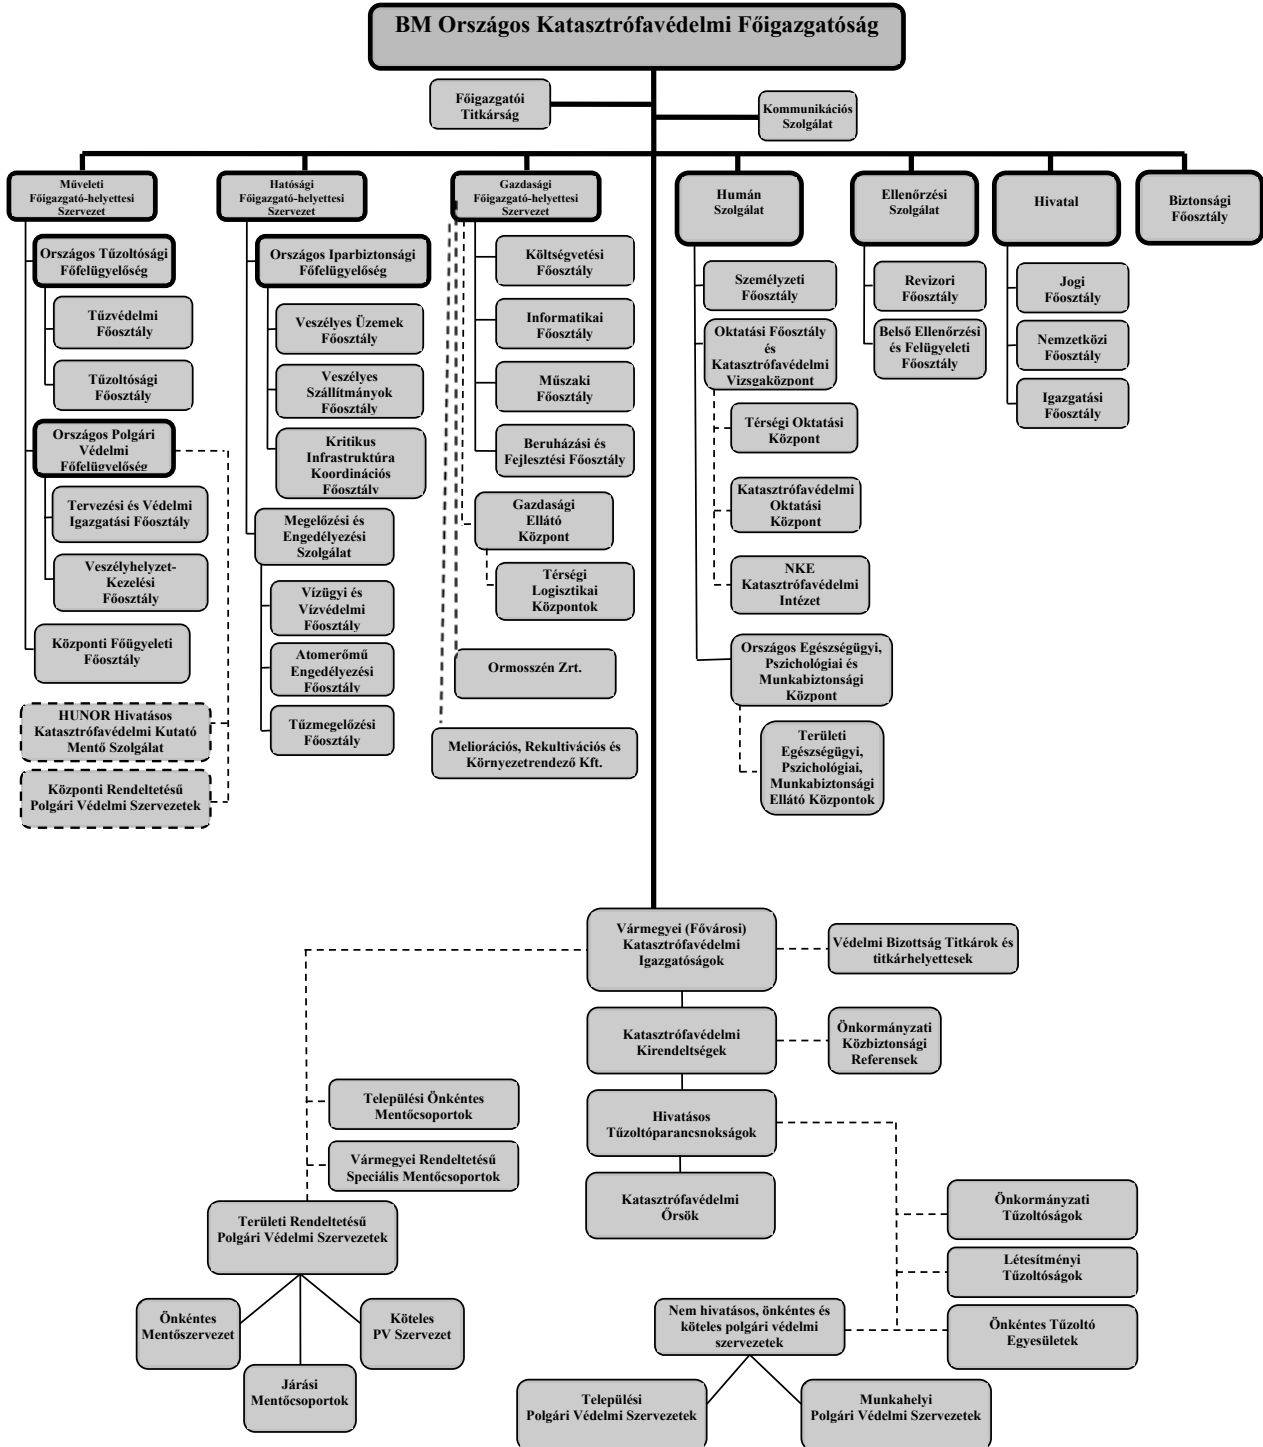 BM Országos Katasztrófavédelmi Főigazgatóság
Főigazgatói
Titkárság
Kommunikációs
Szolgálat
Műveleti
Főigazgató-helyettesi
Szervezet
Hatósági
Főigazgató-helyettesi
Szervezet
Gazdasági
Főigazgató-helyettesi
Szervezet
Humán
Szolgálat
Ellenőrzési
Szolgálat
Hivatal
Biztonsági
Főosztály
Országos Tűzoltósági
Főfelügyelőség
Tűzvédelmi
Főosztály
Tűzoltósági
Főosztály
Országos Polgári
Védelmi
Főfelügyelőség
Tervezési és Védelmi
Igazgatási Főosztály
Veszélyhelyzet-
Kezelési
Főosztály
Központi Főügyeleti
Főosztály
HUNOR Hivatásos
Katasztrófavédelmi Kutató
Mentő Szolgálat
Központi Rendeltetésű
Polgári Védelmi Szervezetek
Országos Iparbiztonsági
Főfelügyelőség
Veszélyes Üzemek
Főosztály
Veszélyes
Szállítmányok
Főosztály
Kritikus
Infrastruktúra
Koordinációs
Főosztály
Megelőzési és
Engedélyezési
Szolgálat
Vízügyi és
Vízvédelmi
Főosztály
Atomerőmű
Engedélyezési
Főosztály
Tűzmegelőzési
Főosztály
Költségvetési
Főosztály
Informatikai
Főosztály
Műszaki
Főosztály
Beruházási és
Fejlesztési Főosztály
Gazdasági
Ellátó
Központ
Térségi
Logisztikai
Központok
Ormosszén Zrt.
Meliorációs, Rekultivációs és
Környezetrendező Kft.
Személyzeti
Főosztály
Oktatási Főosztály
és
Katasztrófavédelmi
Vizsgaközpont
Térségi Oktatási
Központ
Katasztrófavédelmi
Oktatási
Központ
NKE
Katasztrófavédelmi
Intézet
Országos Egészségügyi,
Pszichológiai és
Munkabiztonsági
Központ
Területi
Egészségügyi,
Pszichológiai,
Munkabiztonsági
Ellátó Központok
Revizori
Főosztály
Belső Ellenőrzési
és Felügyeleti
Főosztály
Jogi
Főosztály
Nemzetközi
Főosztály
Igazgatási
Főosztály
Vármegyei (Fővárosi)
Katasztrófavédelmi
Igazgatóságok
Védelmi Bizottság Titkárok és
titkárhelyettesek
Katasztrófavédelmi
Kirendeltségek
Önkormányzati
Közbiztonsági
Referensek
Hivatásos
Tűzoltóparancsnokságok
Katasztrófavédelmi
Őrsök
Települési Önkéntes
Mentőcsoportok
Vármegyei Rendeltetésű
Speciális Mentőcsoportok
Területi Rendeltetésű
Polgári Védelmi Szervezetek
Önkéntes
Mentőszervezet
Járási
Mentőcsoportok
Köteles
PV Szervezet
Önkormányzati
Tűzoltóságok
Létesítményi
Tűzoltóságok
Önkéntes Tűzoltó
Egyesületek
Nem hivatásos, önkéntes és
köteles polgári védelmi
szervezetek
Települési
Polgári Védelmi Szervezetek
Munkahelyi
Polgári Védelmi Szervezetek